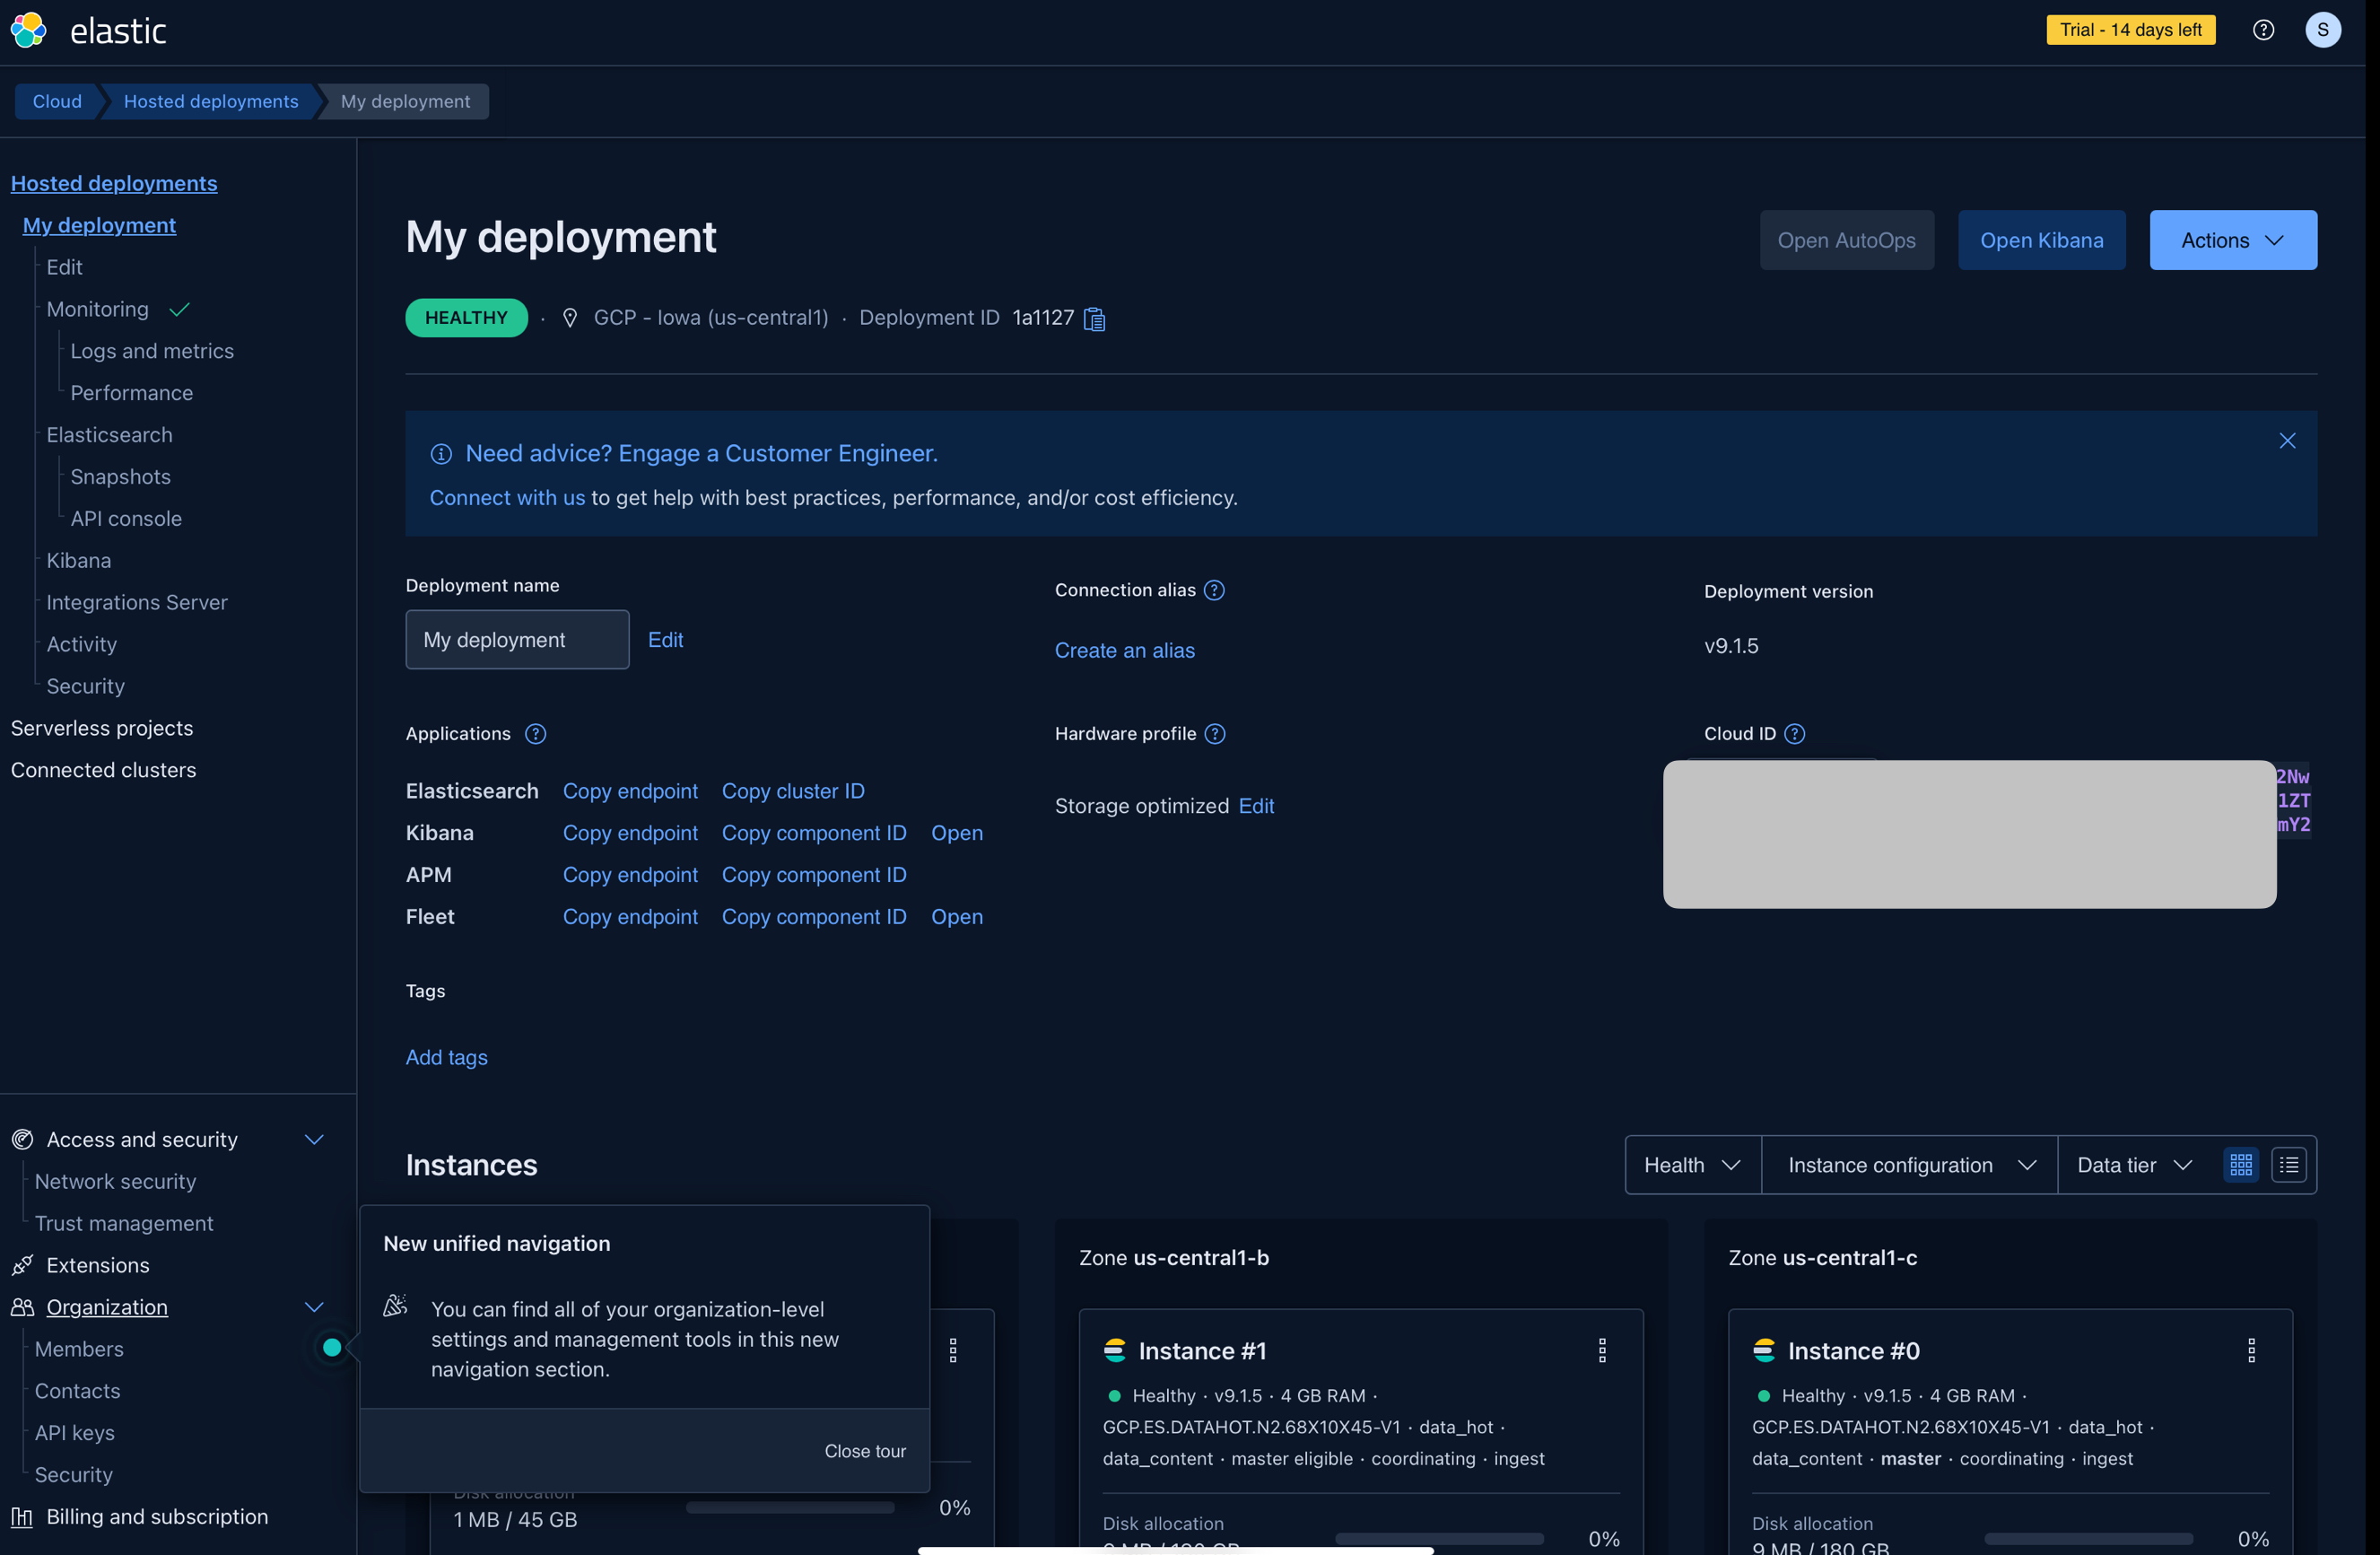 elastic
Trial - 14 days left
S
Cloud
Hosted deployments
My deployment
Hosted deployments
My deployment
Edit
Monitoring
Logs and metrics
Performance
Elasticsearch
Snapshots
API console
Kibana
Integrations Server
Activity
Security
Serverless projects
Connected clusters
Access and security
Network security
Trust management
Extensions
Organization
Members
Contacts
API keys
Security
Billing and subscription
My deployment
Open AutoOps
Open Kibana
Actions
HEALTHY · GCP - Iowa (us-central1) · Deployment ID 1a1127
Need advice? Engage a Customer Engineer.
Connect with us to get help with best practices, performance, and/or cost efficiency.
Deployment name
My deployment Edit
Connection alias
Create an alias
Deployment version
v9.1.5
Applications
Elasticsearch Copy endpoint Copy cluster ID
Kibana Copy endpoint Copy component ID Open
APM Copy endpoint Copy component ID
Fleet Copy endpoint Copy component ID Open
Hardware profile
Storage optimized Edit
Cloud ID
2Nw
1ZT
mY2
Tags
Add tags
Instances
Health
Instance configuration
Data tier
New unified navigation
You can find all of your organization-level
settings and management tools in this new
navigation section.
Close tour
Disk allocation
1 MB / 45 GB
0%
Zone us-central1-b
Instance #1
Healthy · v9.1.5 · 4 GB RAM ·
GCP.ES.DATAHOT.N2.68X10X45-V1 · data_hot ·
data_content · master eligible · coordinating · ingest
Disk allocation
0%
Zone us-central1-c
Instance #0
Healthy · v9.1.5 · 4 GB RAM ·
GCP.ES.DATAHOT.N2.68X10X45-V1 · data_hot ·
data_content · master · coordinating · ingest
Disk allocation
9 MB / 180 GB
0%